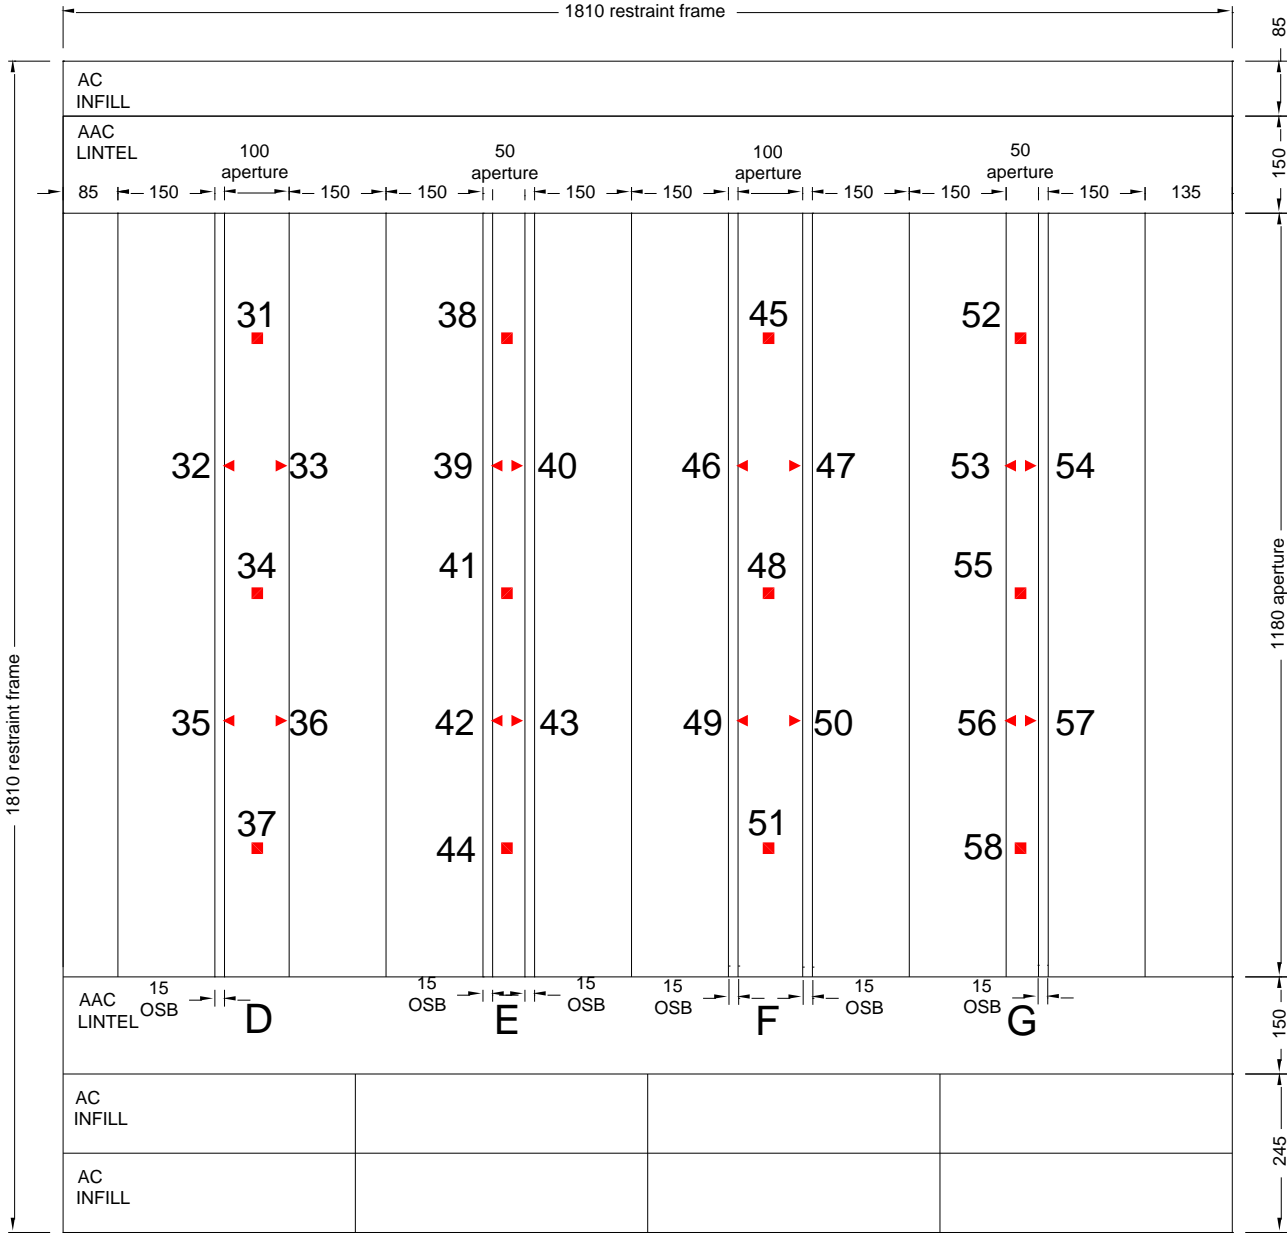 1810 restraint frame
85
AC
INFILL
AAC
LINTEL
100
aperture
50
aperture
100
aperture
50
aperture
150
85
150
150
150
150
150
150
150
150
135
31
38
45
52
32
33
39
40
46
47
53
54
34
41
48
55
1180 aperture
1810 restraint frame
35
36
42
43
49
50
56
57
37
44
51
58
AAC
LINTEL
15
OSB
D
15
OSB
E
15
OSB
15
OSB
F
15
OSB
15
OSB
G
150
AC
INFILL
AC
INFILL
245